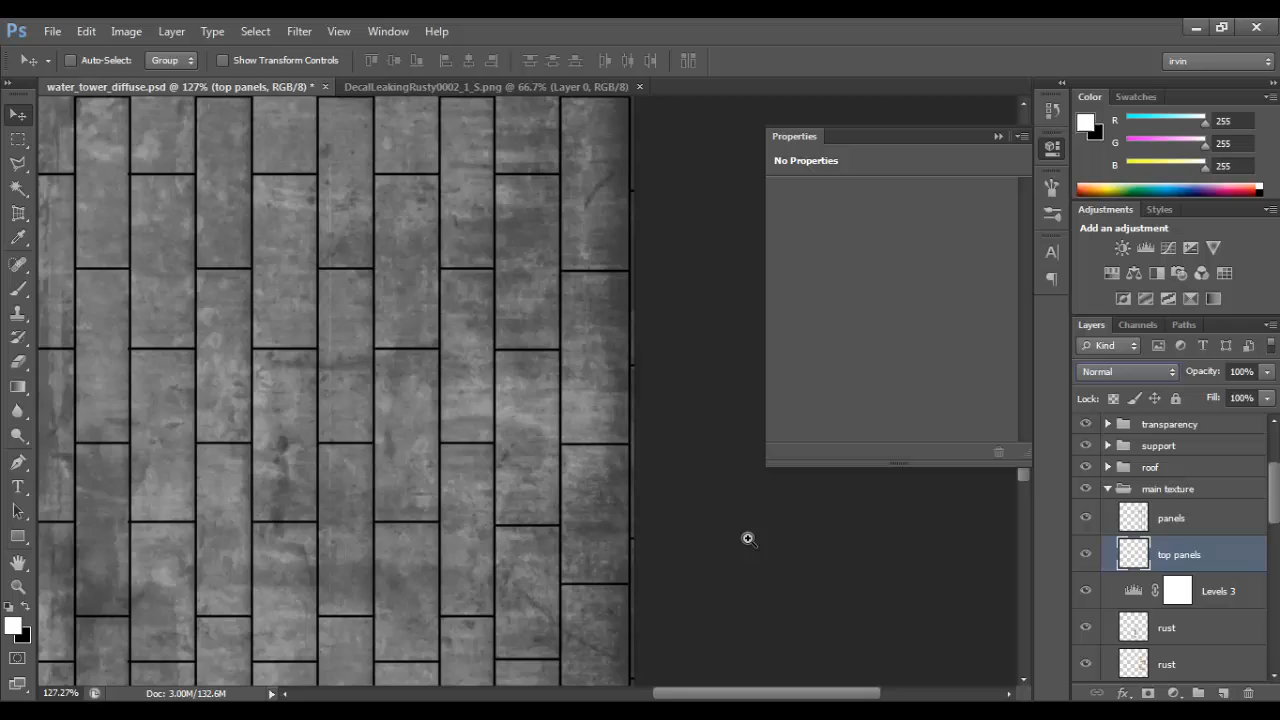 Ps File Edit Image Layer Type Select Filter View Window Help
Auto-Select: Group Show Transform Controls irvin
water_tower_diffuse.psd @ 127% (top panels, RGB/8) * × DecalLeakingRusty0002_1_S.png @ 66.7% (Layer 0, RGB/8) ×
Properties
No Properties
Color Swatches
R 255
G 255
B 255
Adjustments Styles
Add an adjustment
Layers Channels Paths
Kind
Normal Opacity: 100%
Lock: Fill: 100%
transparency
support
roof
main texture
panels
top panels
Levels 3
rust
rust
127.27% Doc: 3.00M/132.6M